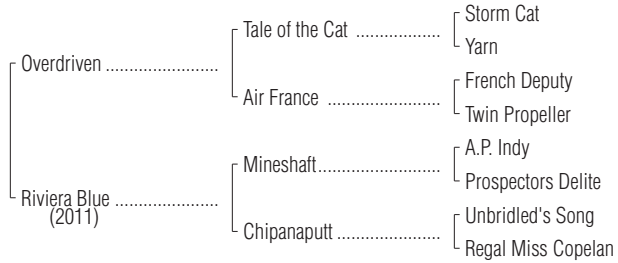 Storm Cat
Tale of the Cat ..................
Yarn
Overdriven ........................
French Deputy
Air France ........................
Twin Propeller
A.P. Indy
Mineshaft..........................
Prospectors Delite
Riviera Blue ......................
(2011)
Unbridled's Song
Chipanaputt ......................
Regal Miss Copelan